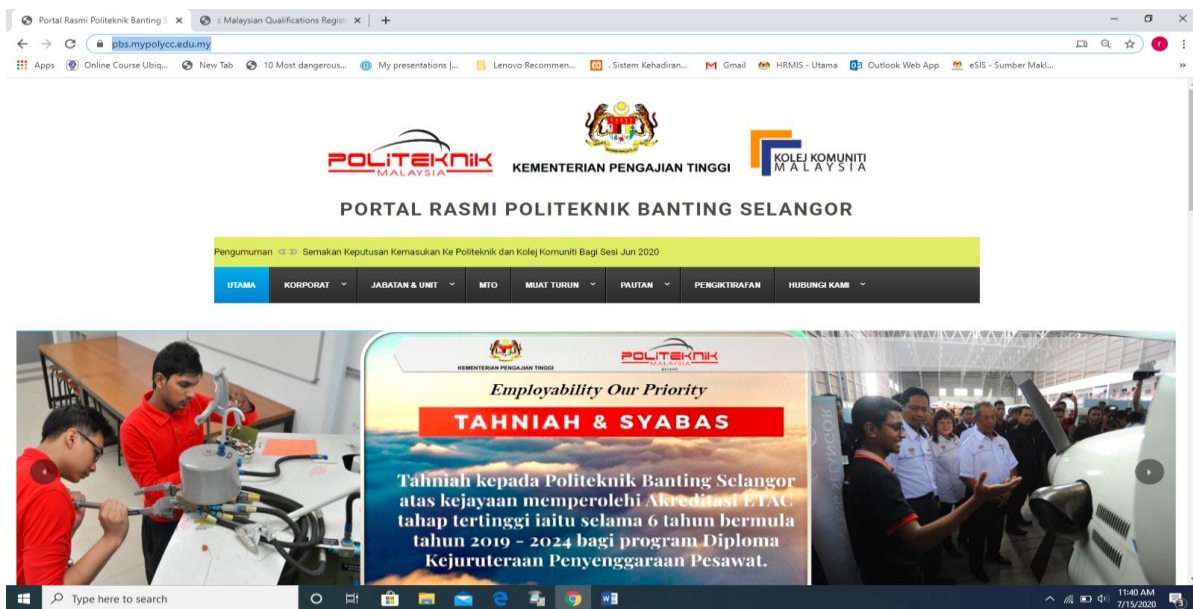 Portal Rasmi Politeknik Banting S
:: Malaysian Qualifications Regist
pbs.mypolycc.edu.my
r
Apps
Online Course Ubiq...
New Tab
10 Most dangerous...
My presentations |...
Lenovo Recommen...
. Sistem Kehadiran...
Gmail
HRMIS - Utama
Outlook Web App
eSIS - Sumber Makl...
POLITEKNIK
MALAYSIA
KEMENTERIAN PENGAJIAN TINGGI
KOLEJ KOMUNITI
MALAYSIA
PORTAL RASMI POLITEKNIK BANTING SELANGOR
Pengumuman Semakan Keputusan Kemasukan Ke Politeknik dan Kolej Komuniti Bagi Sesi Jun 2020
UTAMA
KORPORAT
JABATAN & UNIT
MTO
MUAT TURUN
PAUTAN
PENGIKTIRAFAN
HUBUNGI KAMI
KEMENTERIAN PENGAJIAN TINGGI
POLITEKNIK
MALAYSIA
Employability Our Priority
TAHNIAH & SYABAS
Tahniah kepada Politeknik Banting Selangor
atas kejayaan memperolehi Akreditasi ETAC
tahap tertinggi iaitu selama 6 tahun bermula
tahun 2019 - 2024 bagi program Diploma
Kejuruteraan Penyenggaraan Pesawat.
Type here to search
11:40 AM
7/15/2020